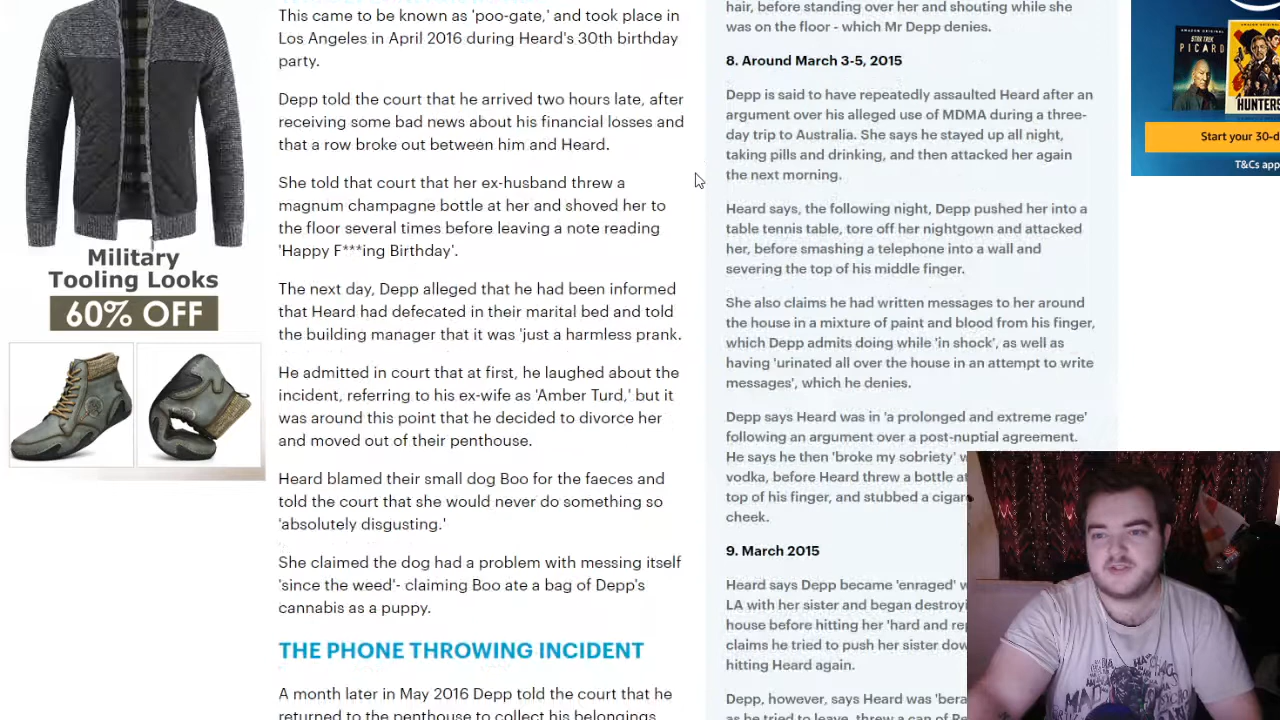 This came to be known as 'poo-gate,' and took place in
Los Angeles in April 2016 during Heard's 30th birthday
party.
Depp told the court that he arrived two hours late, after
receiving some bad news about his financial losses and
that a row broke out between him and Heard.
She told that court that her ex-husband threw a
magnum champagne bottle at her and shoved her to
the floor several times before leaving a note reading
'Happy F***ing Birthday'.
The next day, Depp alleged that he had been informed
that Heard had defecated in their marital bed and told
the building manager that it was 'just a harmless prank.
He admitted in court that at first, he laughed about the
incident, referring to his ex-wife as 'Amber Turd,' but it
was around this point that he decided to divorce her
and moved out of their penthouse.
Heard blamed their small dog Boo for the faeces and
told the court that she would never do something so
'absolutely disgusting.'
She claimed the dog had a problem with messing itself
'since the weed'- claiming Boo ate a bag of Depp's
cannabis as a puppy.
THE PHONE THROWING INCIDENT
A month later in May 2016 Depp told the court that he
returned to the penthouse to collect his belongings
hair, before standing over her and shouting while she
was on the floor - which Mr Depp denies.
8. Around March 3-5, 2015
Depp is said to have repeatedly assaulted Heard after an
argument over his alleged use of MDMA during a three-
day trip to Australia. She says he stayed up all night,
taking pills and drinking, and then attacked her again
the next morning.
Heard says, the following night, Depp pushed her into a
table tennis table, tore off her nightgown and attacked
her, before smashing a telephone into a wall and
severing the top of his middle finger.
She also claims he had written messages to her around
the house in a mixture of paint and blood from his finger,
which Depp admits doing while 'in shock', as well as
having 'urinated all over the house in an attempt to write
messages', which he denies.
Depp says Heard was in 'a prolonged and extreme rage'
following an argument over a post-nuptial agreement.
He says he then 'broke my sobriety'
vodka, before Heard threw a bottle at
top of his finger, and stubbed a cigar
cheek.
9. March 2015
Heard says Depp became 'enraged'
LA with her sister and began destroyi
house before hitting her 'hard and rep
claims he tried to push her sister dow
hitting Heard again.
Depp, however, says Heard was 'bera
as he tried to leave, threw a can of Re
Military
Tooling Looks
60% OFF
AMAZON ORIGINAL
STAR TREK
PICARD
AMAZON ORIGINAL
HUNTERS
Start your 30-d
T&Cs app